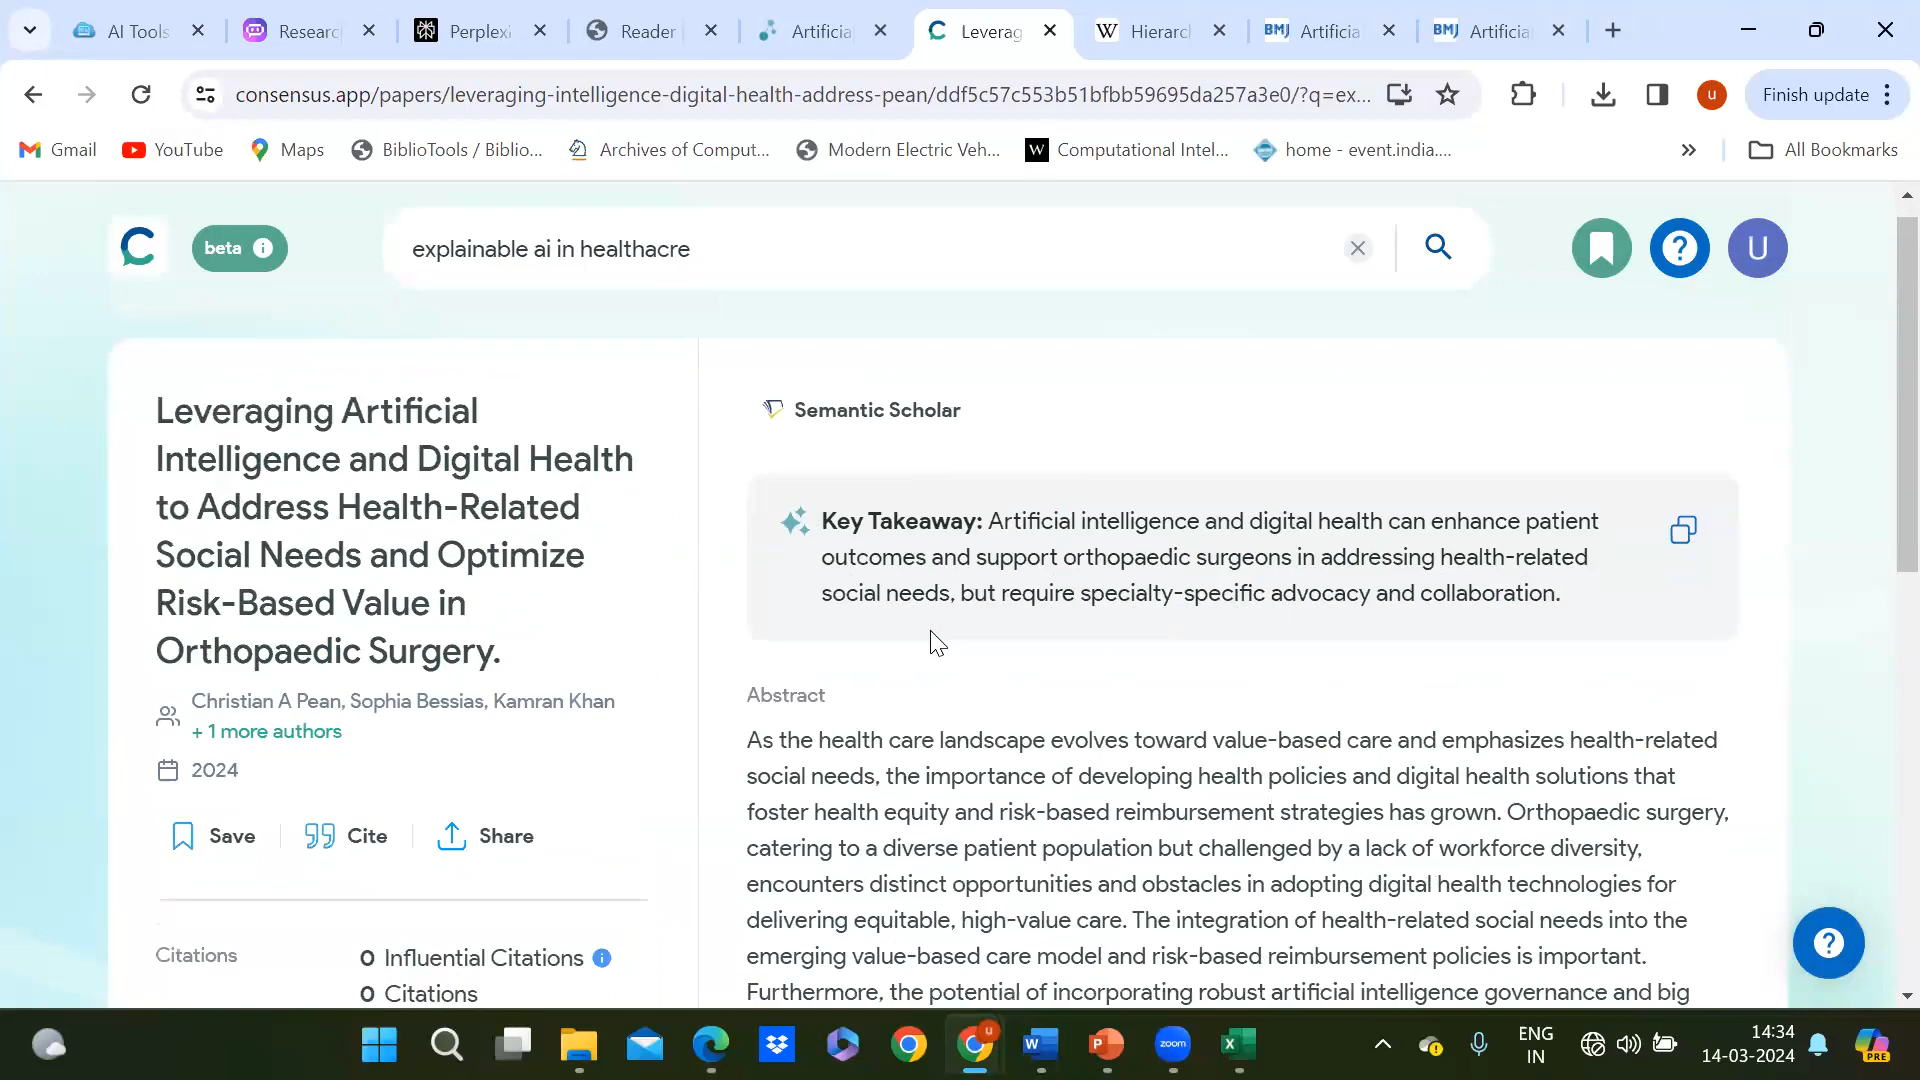 AI Tools
Researc
Perplexi
Reader
Artificia
Leverag
W Hierarc
BMJ Artificia
BMJ Artificia
consensus.app/papers/leveraging-intelligence-digital-health-address-pean/ddf5c57c553b51bfbb59695da257a3e0/?q=ex...
u
Finish update
Gmail
YouTube
Maps
BiblioTools / Biblio...
Archives of Comput...
Modern Electric Veh...
W Computational Intel...
home - event.india....
»
All Bookmarks
beta
explainable ai in healthacre
U
Leveraging Artificial
Intelligence and Digital Health
to Address Health-Related
Social Needs and Optimize
Risk-Based Value in
Orthopaedic Surgery.
Christian A Pean, Sophia Bessias, Kamran Khan
+ 1 more authors
2024
Save
Cite
Share
Citations
0 Influential Citations
0 Citations
Semantic Scholar
Key Takeaway: Artificial intelligence and digital health can enhance patient
outcomes and support orthopaedic surgeons in addressing health-related
social needs, but require specialty-specific advocacy and collaboration.
Abstract
As the health care landscape evolves toward value-based care and emphasizes health-related
social needs, the importance of developing health policies and digital health solutions that
foster health equity and risk-based reimbursement strategies has grown. Orthopaedic surgery,
catering to a diverse patient population but challenged by a lack of workforce diversity,
encounters distinct opportunities and obstacles in adopting digital health technologies for
delivering equitable, high-value care. The integration of health-related social needs into the
emerging value-based care model and risk-based reimbursement policies is important.
Furthermore, the potential of incorporating robust artificial intelligence governance and big
u
W
P
zoom
X
ENG
IN
14:34
14-03-2024
PRE